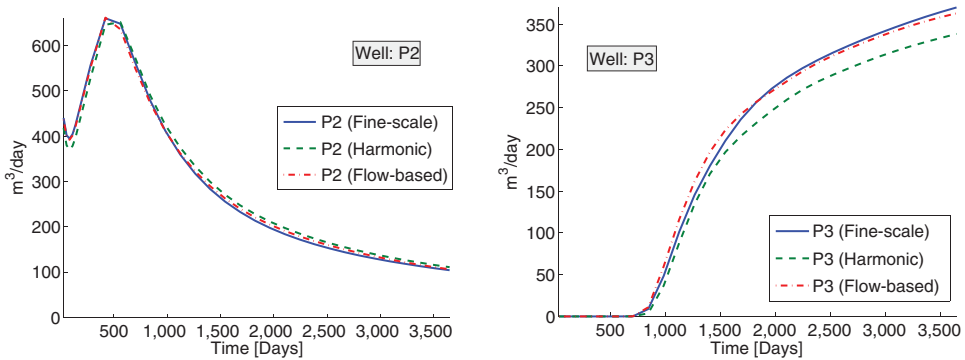 600
500
400
300
200
100
0
m³/day
Well: P2
P2 (Fine-scale)
P2 (Harmonic)
P2 (Flow-based)
500 1,000 1,500 2,000 2,500 3,000 3,500
Time [Days]
350
300
250
200
150
100
50
0
m³/day
Well: P3
P3 (Fine-scale)
P3 (Harmonic)
P3 (Flow-based)
500 1,000 1,500 2,000 2,500 3,000 3,500
Time [Days]